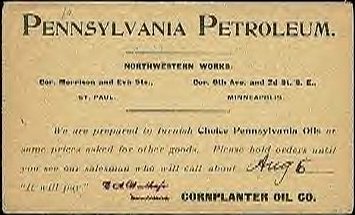 PENNSYLVANIA PETROLEUM.
NORTHWESTERN WORKS.
Cor. Morrison and Eva Sts., Cor. 6th Ave. and 2d St. S. E.,
ST. PAUL. MINNEAPOLIS.
We are prepared to furnish Choice Pennsylvania Oils at
same prices asked for other goods. Please hold orders until
you see our salesman who will call about Aug 5
"It will pay."
CORNPLANTER OIL CO.